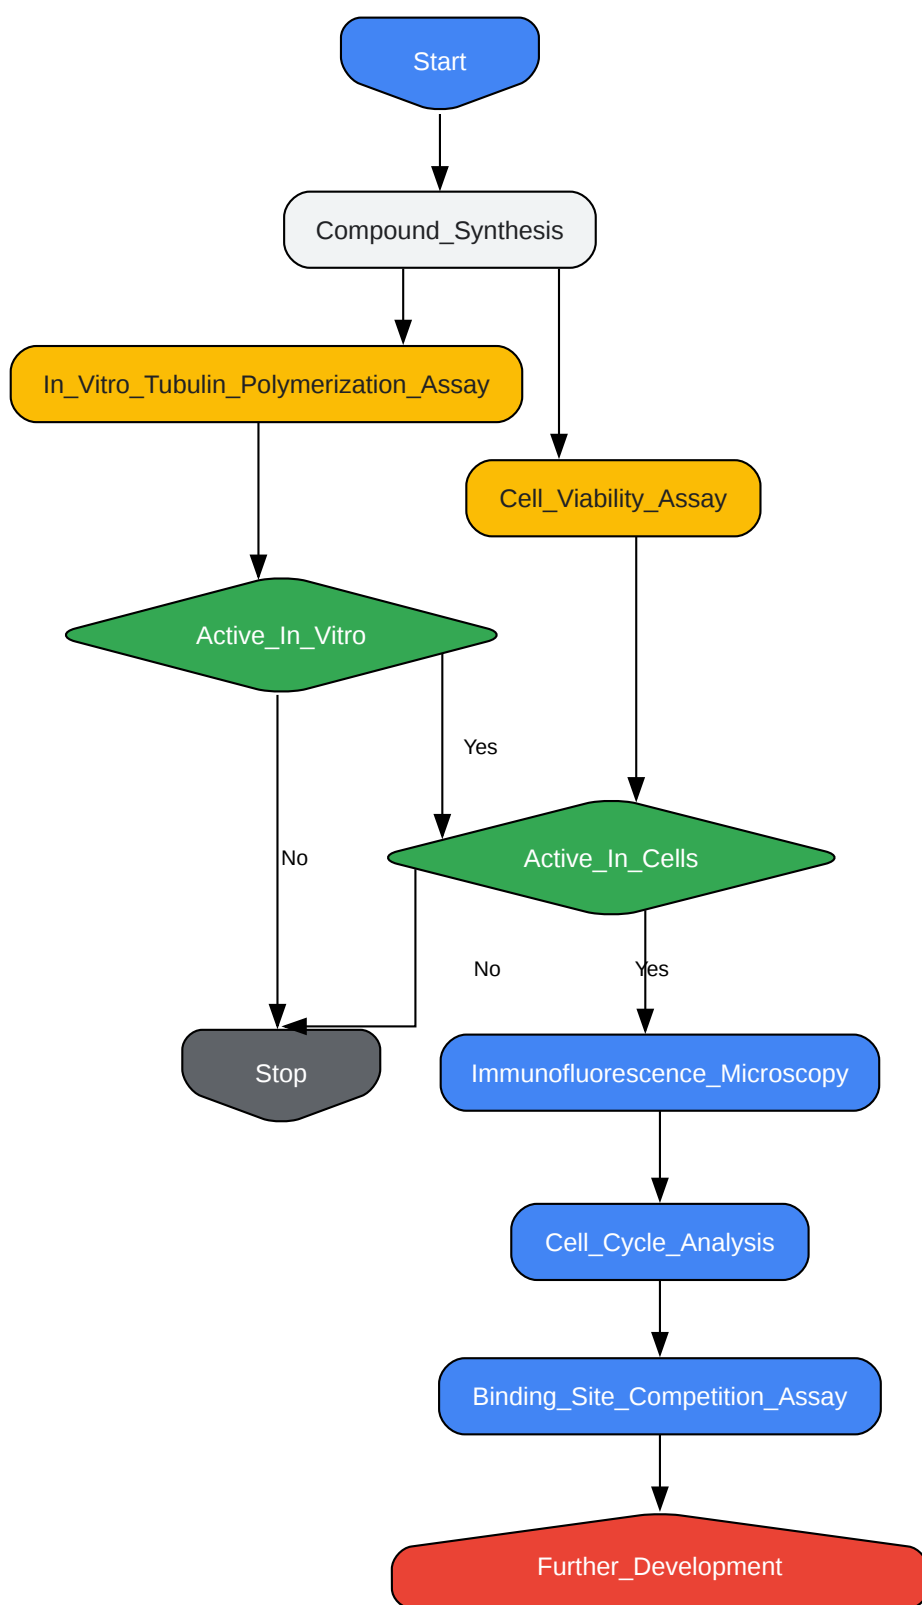 Start
Compound_Synthesis
In_Vitro_Tubulin_Polymerization_Assay
Cell_Viability_Assay
Active_In_Vitro
Yes
No
Active_In_Cells
No
Yes
Stop
Immunofluorescence_Microscopy
Cell_Cycle_Analysis
Binding_Site_Competition_Assay
Further_Development